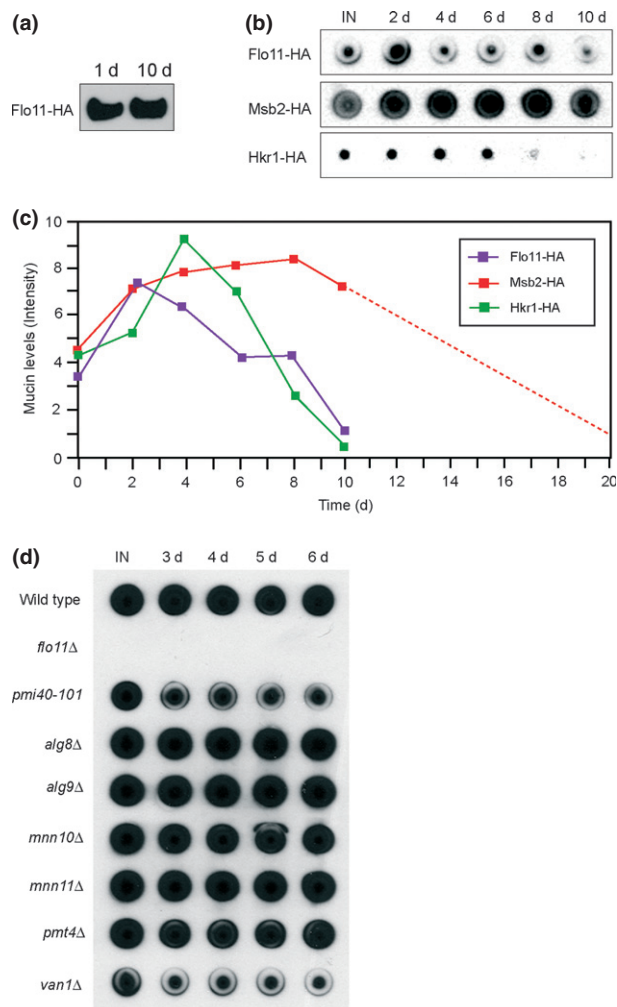 (a)
1 d 10 d
Flo11-HA
(b)
IN 2 d 4 d 6 d 8 d 10 d
Flo11-HA
Msb2-HA
Hkr1-HA
(c)
Mucin levels (Intensity)
10
8
6
4
2
0
Flo11-HA
Msb2-HA
Hkr1-HA
0 2 4 6 8 10 12 14 16 18 20
Time (d)
(d)
IN 3 d 4 d 5 d 6 d
Wild type
flo11Δ
pmi40-101
alg8Δ
alg9Δ
mnn10Δ
mnn11Δ
pmt4Δ
van1Δ